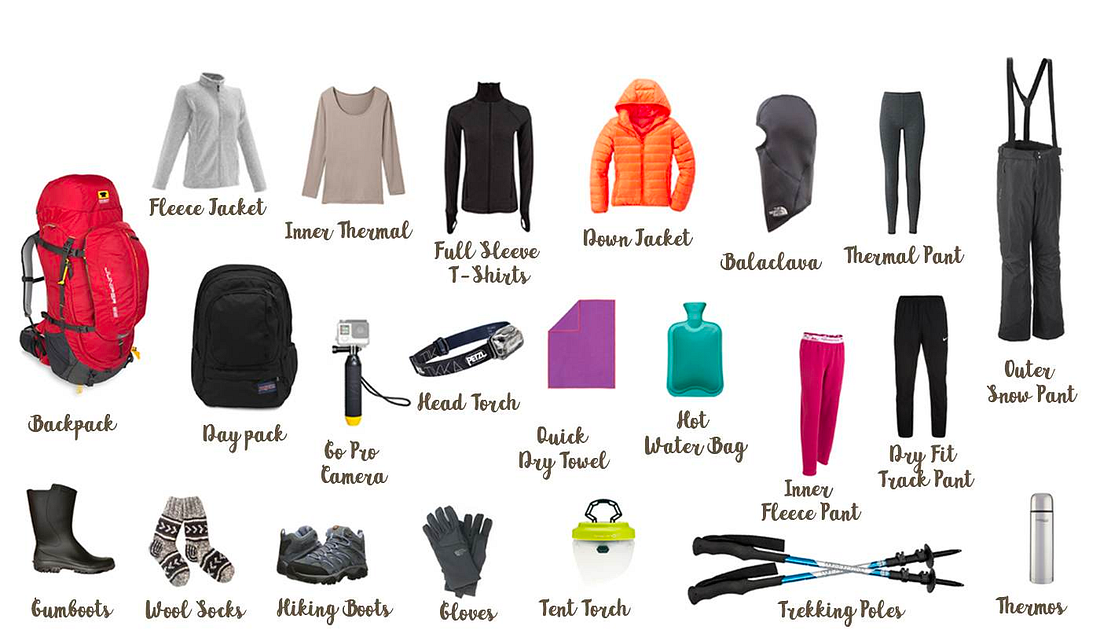 Fleece Jacket
Inner Thermal
Full Sleeve
T-Shirts
Down Jacket
Balaclava
Thermal Pant
Outer
Snow Pant
Backpack
Day pack
Go Pro
Camera
PETZL
TIKKA
Head Torch
Quick
Dry Towel
Hot
Water Bag
Inner
Fleece Pant
Dry Fit
Track Pant
Gumboots
Wool Socks
Hiking Boots
Gloves
Tent Torch
Trekking Poles
Thermos